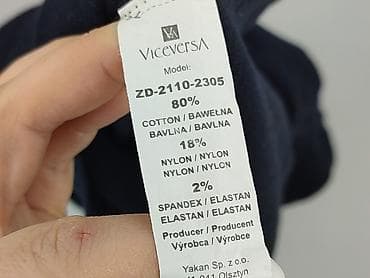 VA
VICEVERSA
Model:
ZD-2110-2305
80%
COTTON / BAWEŁNA
BAVLNA / BAVLNA
18%
NYLON / NYLON
NYLON / NYLON
2%
SPANDEX / ELASTAN
ELASTAN / ELASTAN
Producer / Producent
Výrobca / Výrobce
Yakan Sp. z o.o.
Olsztyn